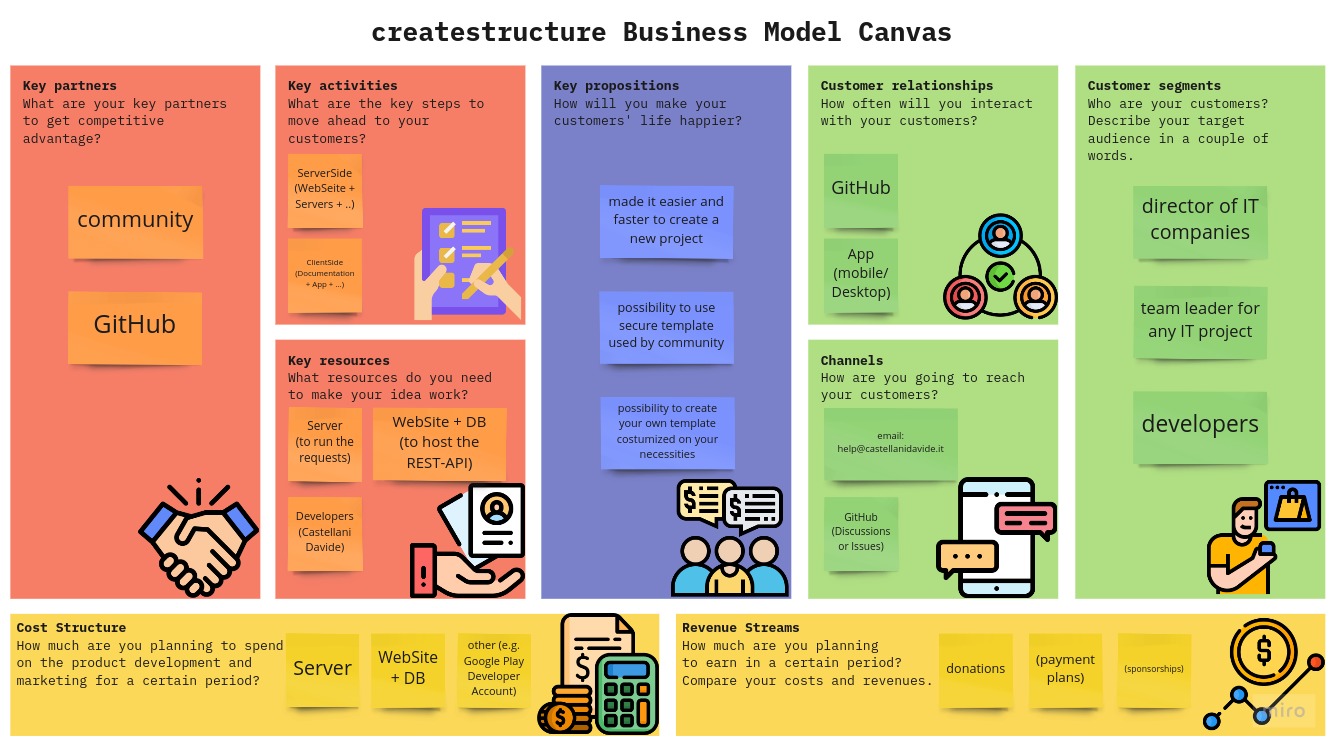 createstructure Business Model Canvas
Key partners
What are your key partners
to get competitive
advantage?
community
GitHub
Key activities
What are the key steps to
move ahead to your
customers?
ServerSide
(WebSeite +
Servers + ..)
ClientSide
(Documentation
+ App + ...)
Key resources
What resources do you need
to make your idea work?
Server
(to run the
requests)
WebSite + DB
(to host the
REST-API)
Developers
(Castellani
Davide)
Key propositions
How will you make your
customers' life happier?
made it easier and
faster to create a
new project
possibility to use
secure template
used by community
possibility to create
your own template
costumized on your
necessities
Customer relationships
How often will you interact
with your customers?
GitHub
App
(mobile/
Desktop)
Channels
How are you going to reach
your customers?
email:
help@castellanidavide.it
GitHub
(Discussions
or Issues)
Customer segments
Who are your customers?
Describe your target
audience in a couple of
words.
director of IT
companies
team leader for
any IT project
developers
Cost Structure
How much are you planning to spend
on the product development and
marketing for a certain period?
Server
WebSite
+ DB
other (e.g.
Google Play
Developer
Account)
Revenue Streams
How much are you planning
to earn in a certain period?
Compare your costs and revenues.
donations
(payment
plans)
(sponsorships)
miro